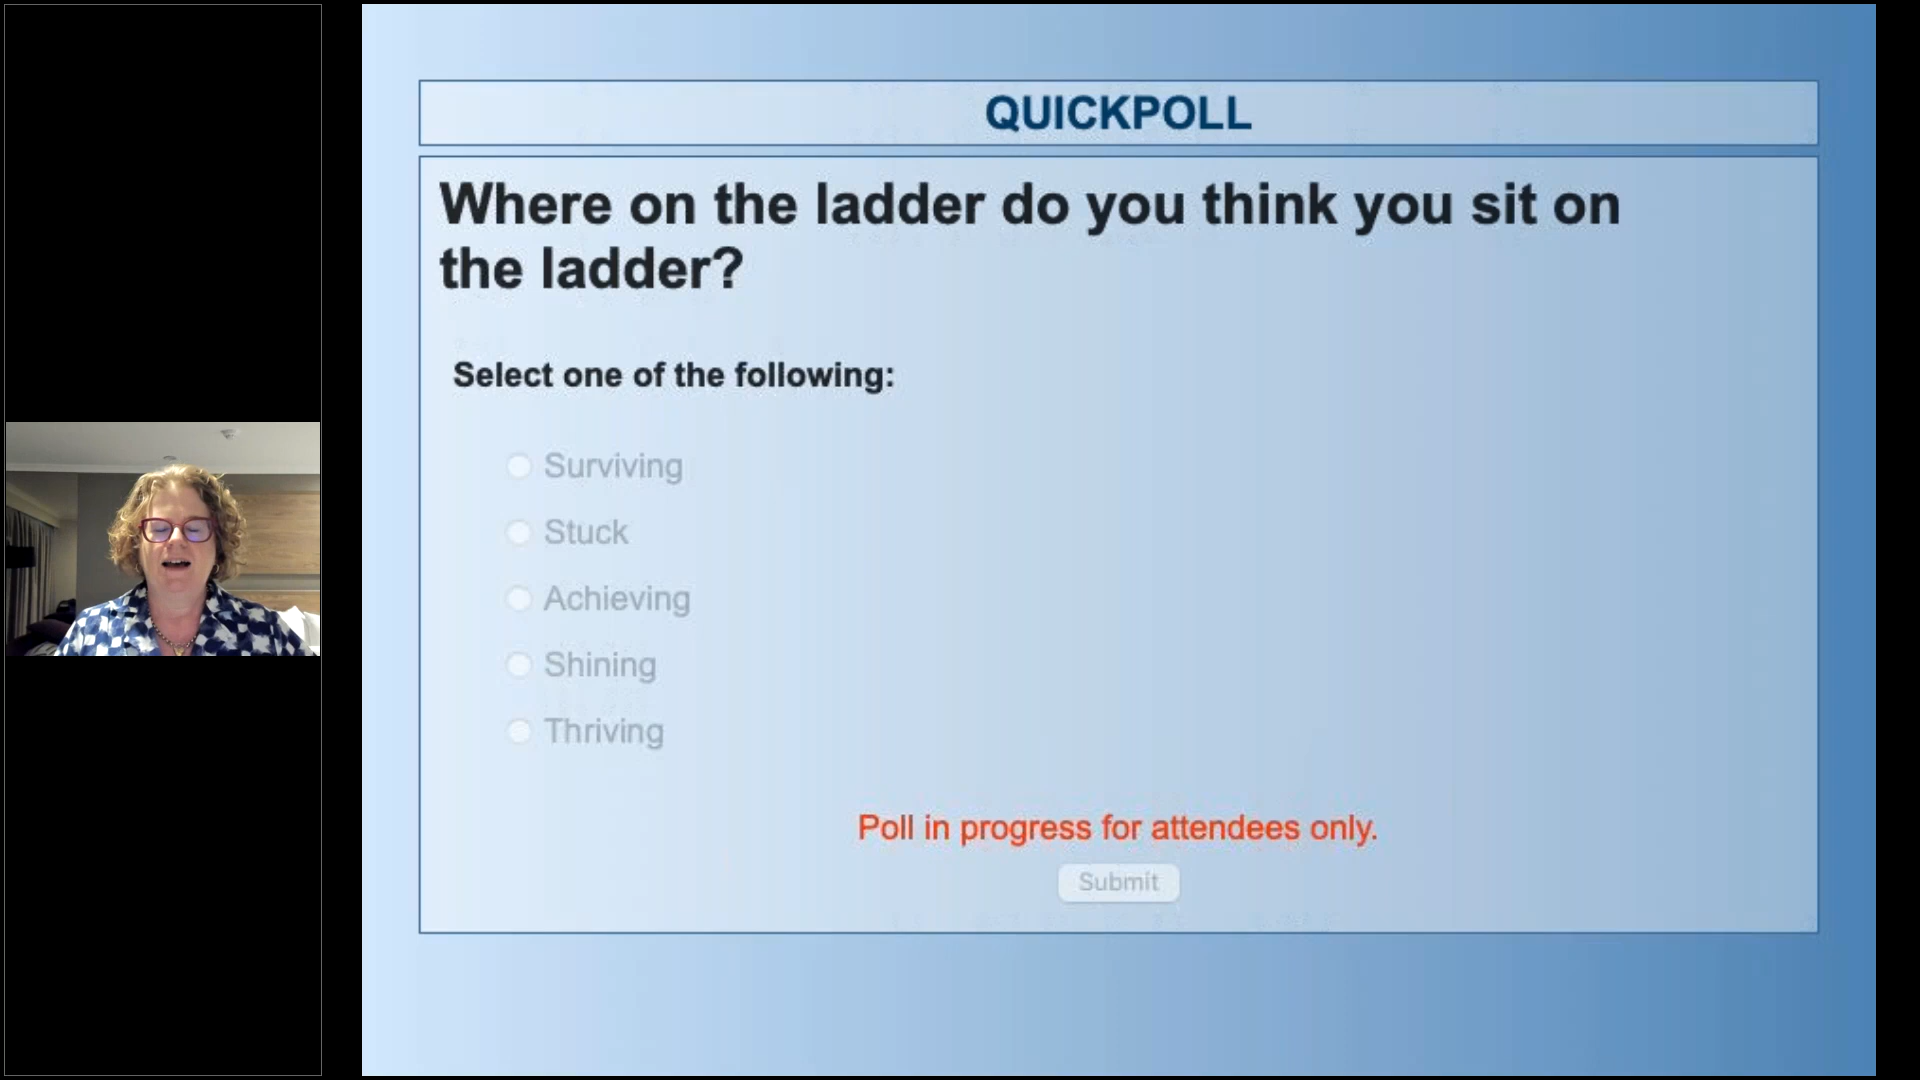 QUICKPOLL
Where on the ladder do you think you sit on
the ladder?
Select one of the following:
Surviving
Stuck
Achieving
Shining
Thriving
Poll in progress for attendees only.
Submit